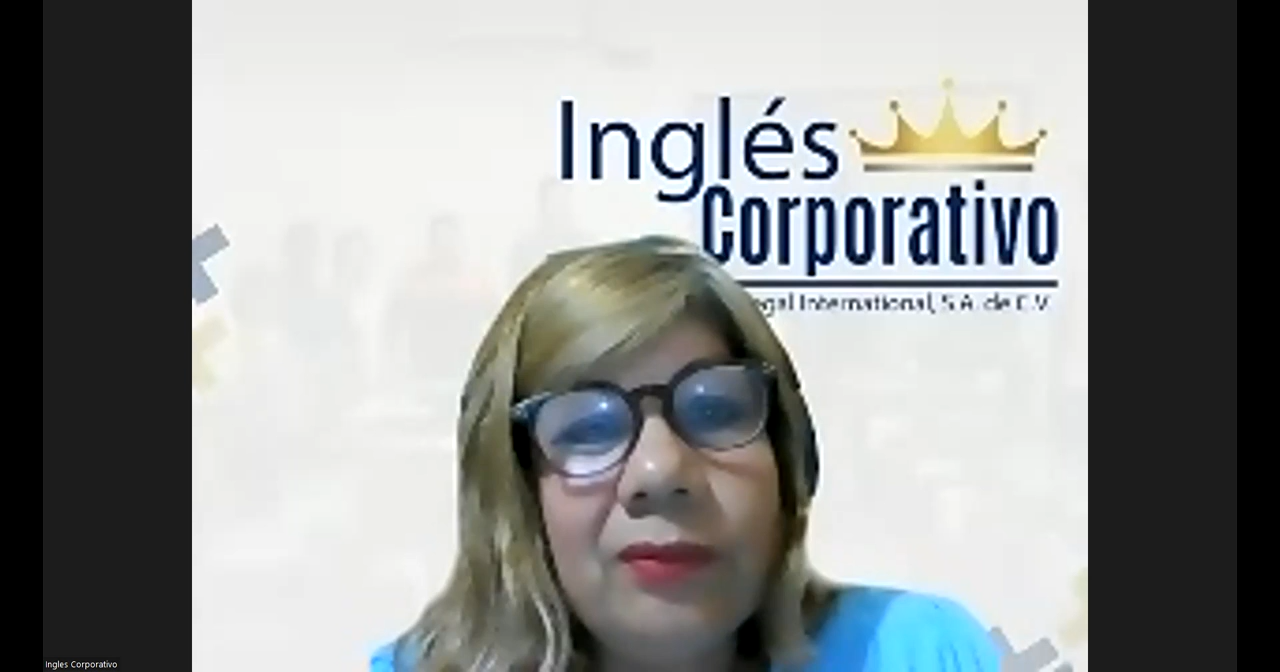 Inglés
Corporativo
International, S.A. de C.V.
Ingles Corporativo